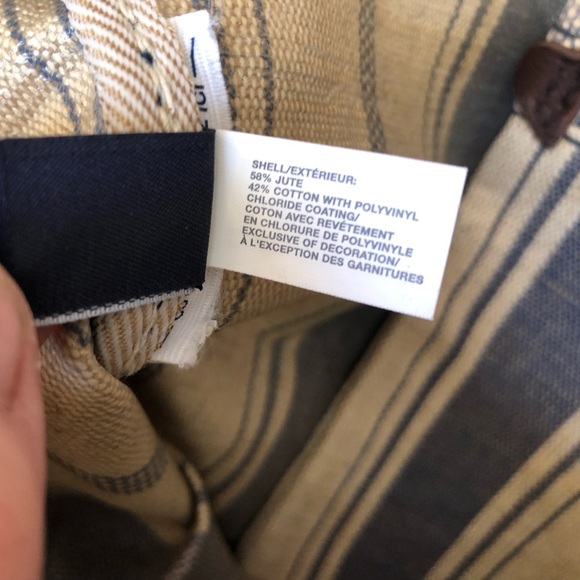 SHELL/EXTÉRIEUR:
58% JUTE
42% COTTON WITH POLYVINYL
CHLORIDE COATING/
COTON AVEC REVÉTEMENT
EN CHLORURE DE POLYVINYLE
EXCLUSIVE OF DECORATION/
À L'EXCEPTION DES GARNITURES